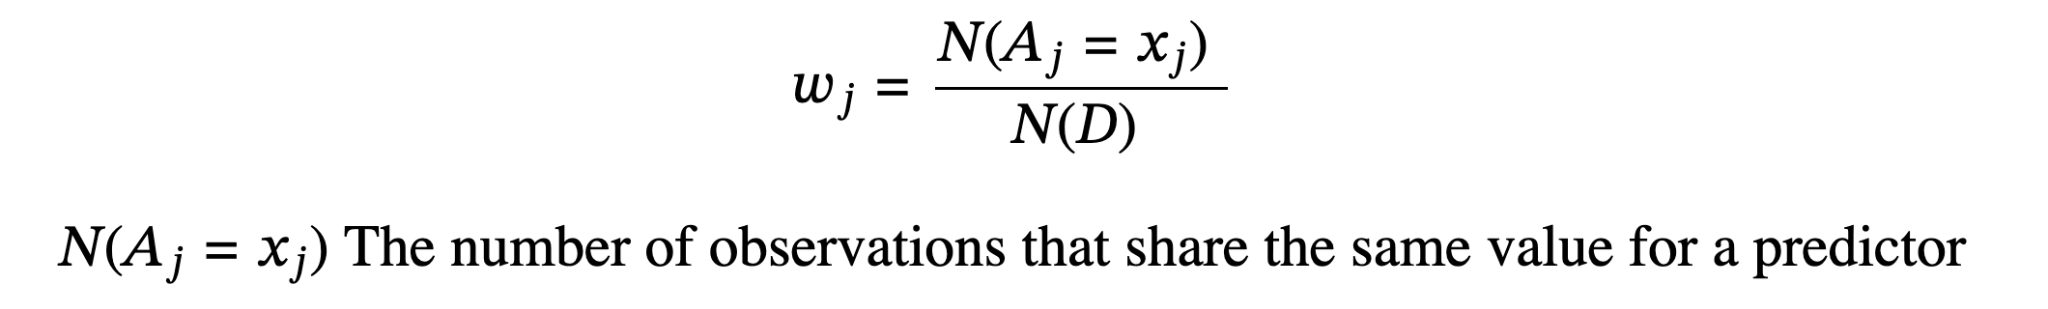 w_j = N(A_j = x_j) / N(D)
N(A_j = x_j) The number of observations that share the same value for a predictor